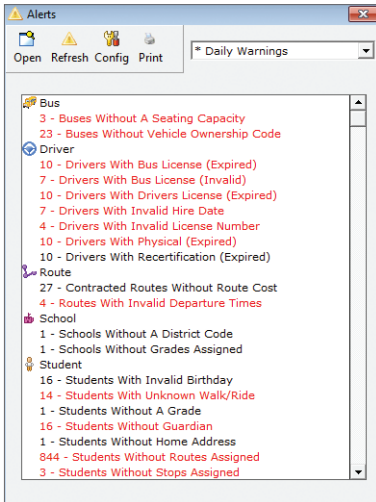 Alerts
Open Refresh Config Print
* Daily Warnings
Bus
3 - Buses Without A Seating Capacity
23 - Buses Without Vehicle Ownership Code
Driver
10 - Drivers With Bus License (Expired)
7 - Drivers With Bus License (Invalid)
10 - Drivers With Drivers License (Expired)
7 - Drivers With Invalid Hire Date
4 - Drivers With Invalid License Number
10 - Drivers With Physical (Expired)
10 - Drivers With Recertification (Expired)
Route
27 - Contracted Routes Without Route Cost
4 - Routes With Invalid Departure Times
School
1 - Schools Without A District Code
1 - Schools Without Grades Assigned
Student
16 - Students With Invalid Birthday
14 - Students With Unknown Walk/Ride
1 - Students Without A Grade
16 - Students Without Guardian
1 - Students Without Home Address
844 - Students Without Routes Assigned
3 - Students Without Stops Assigned